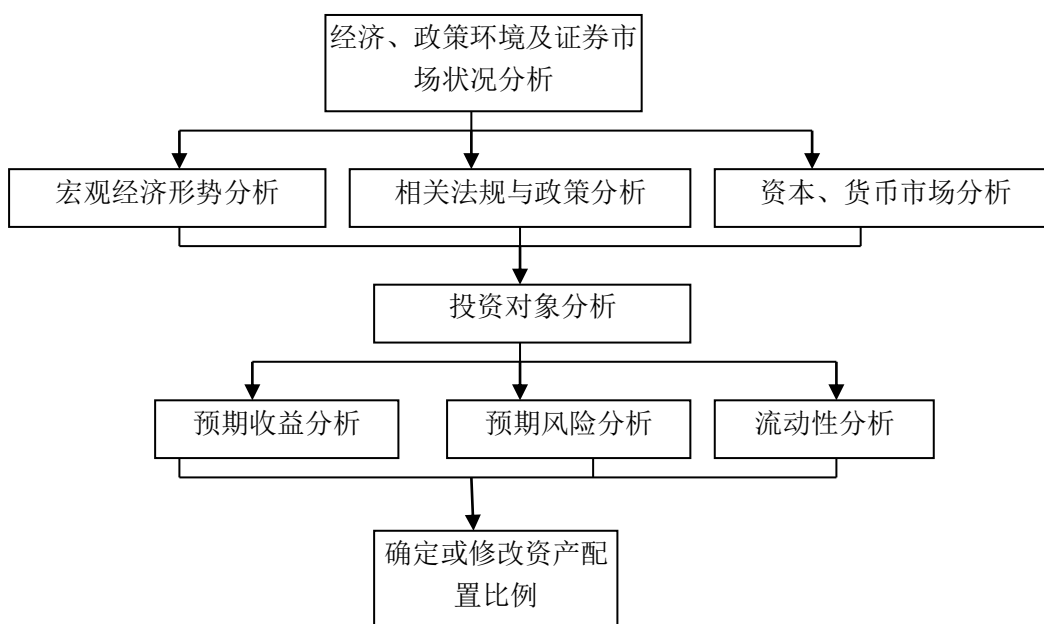 经济、政策环境及证券市
场状况分析
宏观经济形势分析
相关法规与政策分析
资本、货币市场分析
投资对象分析
预期收益分析
预期风险分析
流动性分析
确定或修改资产配
置比例